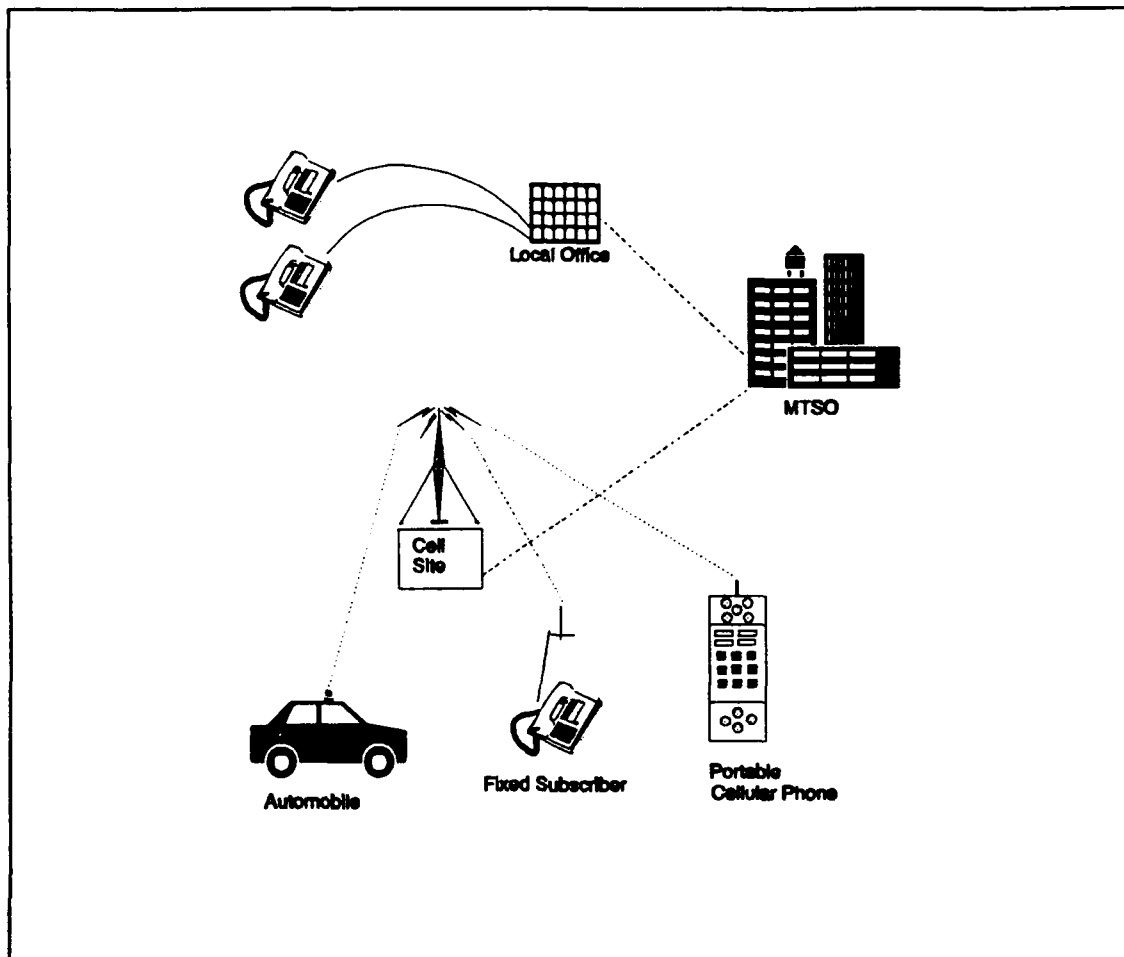 Local Office
MTSO
Cell
Site
Automobile
Fixed Subscriber
Portable
Cellular Phone